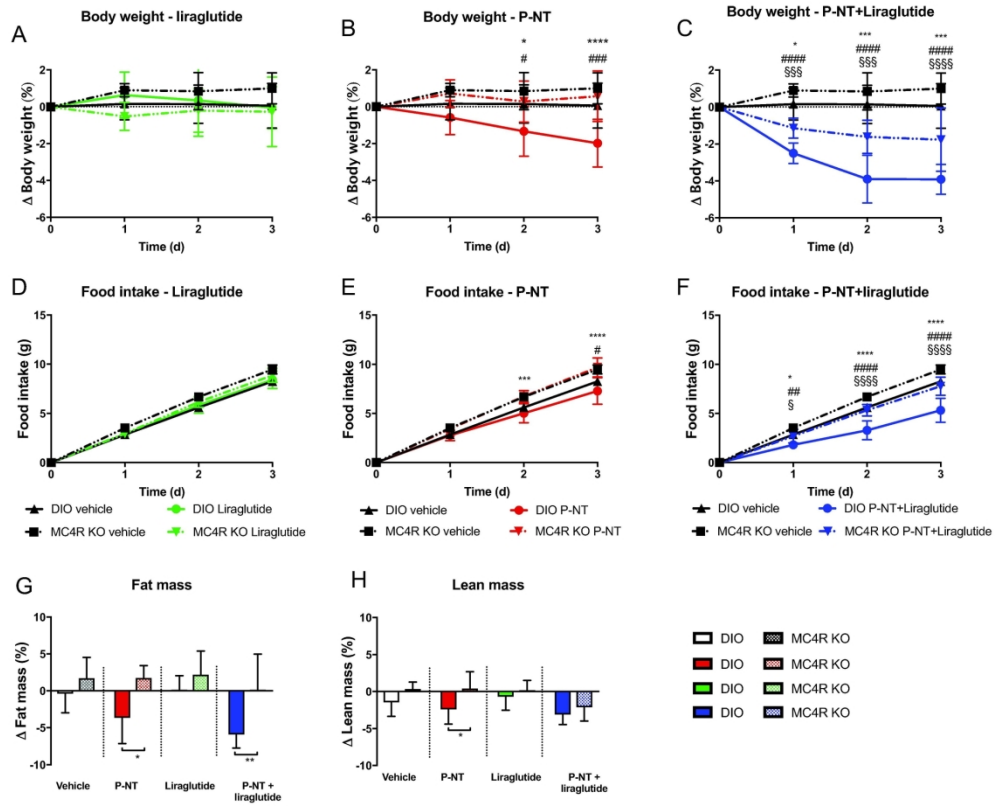 A
Body weight - liraglutide
Δ Body weight (%)
2
0
-2
-4
-6
0
1
2
3
Time (d)
B
Body weight - P-NT
*
#
****
###
Δ Body weight (%)
2
0
-2
-4
-6
0
1
2
3
Time (d)
C
Body weight - P-NT+Liraglutide
*
####
§§§
***
####
§§§
***
####
§§§§
Δ Body weight (%)
2
0
-2
-4
-6
0
1
2
3
Time (d)
D
Food intake - Liraglutide
Food intake (g)
15
10
5
0
0
1
2
3
Time (d)
DIO vehicle
DIO Liraglutide
MC4R KO vehicle
MC4R KO Liraglutide
E
Food intake - P-NT
***
****
#
Food intake (g)
15
10
5
0
0
1
2
3
Time (d)
DIO vehicle
DIO P-NT
MC4R KO vehicle
MC4R KO P-NT
F
Food intake - P-NT+liraglutide
*
##
§
****
####
§§§§
****
####
§§§§
Food intake (g)
15
10
5
0
0
1
2
3
Time (d)
DIO vehicle
DIO P-NT+Liraglutide
MC4R KO vehicle
MC4R KO P-NT+Liraglutide
G
Fat mass
Δ Fat mass (%)
10
5
0
-5
-10
*
**
Vehicle
P-NT
Liraglutide
P-NT +
liraglutide
H
Lean mass
Δ Lean mass (%)
10
5
0
-5
-10
*
Vehicle
P-NT
Liraglutide
P-NT +
liraglutide
DIO
MC4R KO
DIO
MC4R KO
DIO
MC4R KO
DIO
MC4R KO